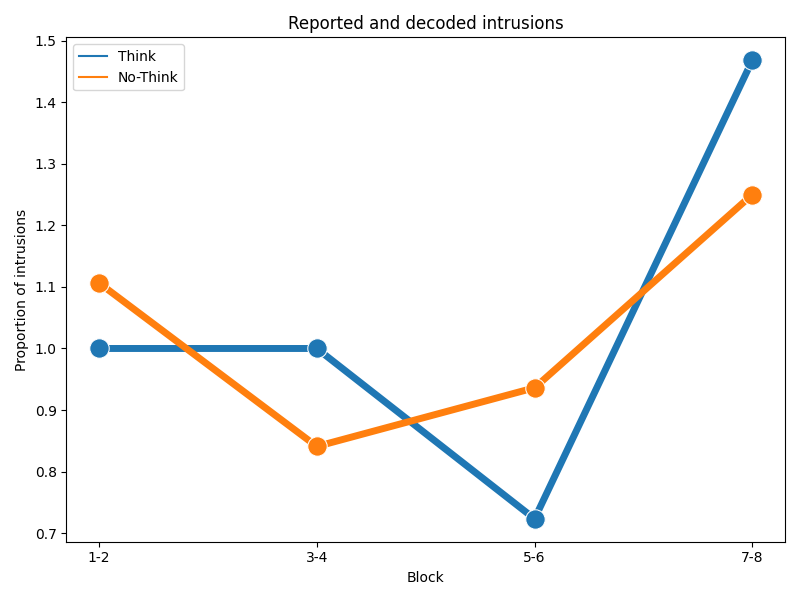 Reported and decoded intrusions
Think
No-Think
Proportion of intrusions
1.5
1.4
1.3
1.2
1.1
1.0
0.9
0.8
0.7
1-2
3-4
5-6
7-8
Block